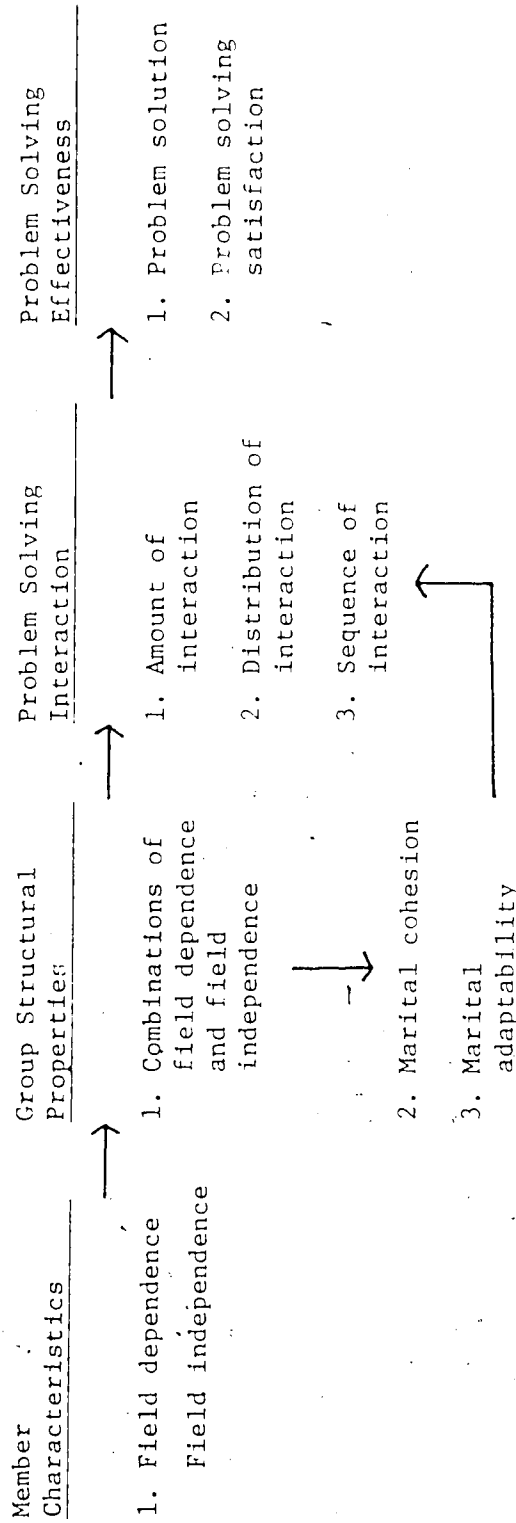 Member
Characteristics
1. Field dependence
Field independence
Group Structural
Properties
1. Combinations of
field dependence
and field
independence
2. Marital cohesion
3. Marital
adaptability
Problem Solving
Interaction
1. Amount of
interaction
2. Distribution of
interaction
3. Sequence of
interaction
Problem Solving
Effectiveness
1. Problem solution
2. Problem solving
satisfaction